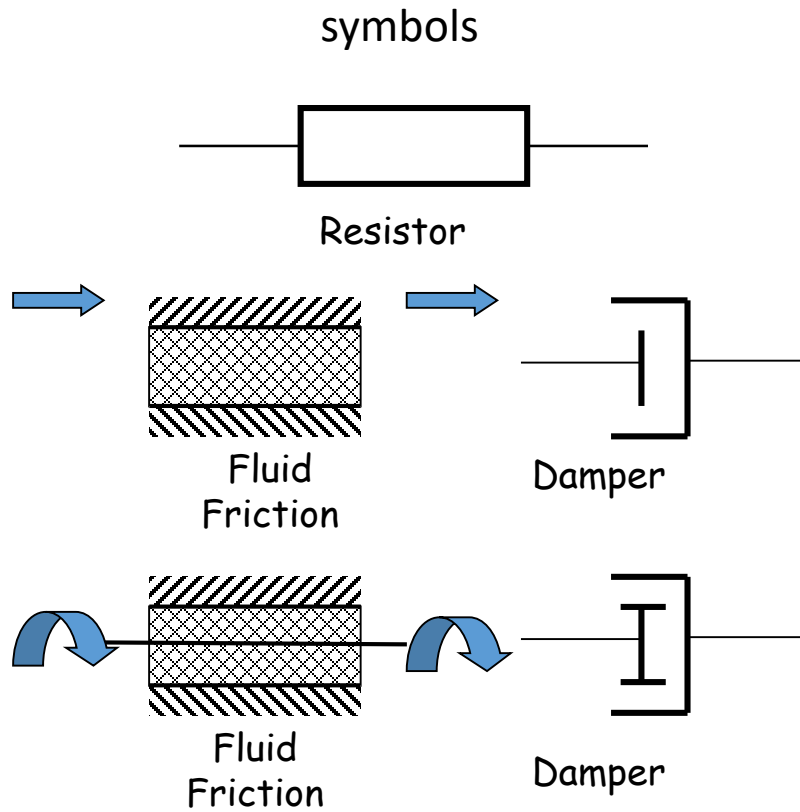 symbols
Resistor
Fluid
Friction
Damper
Fluid
Friction
Damper